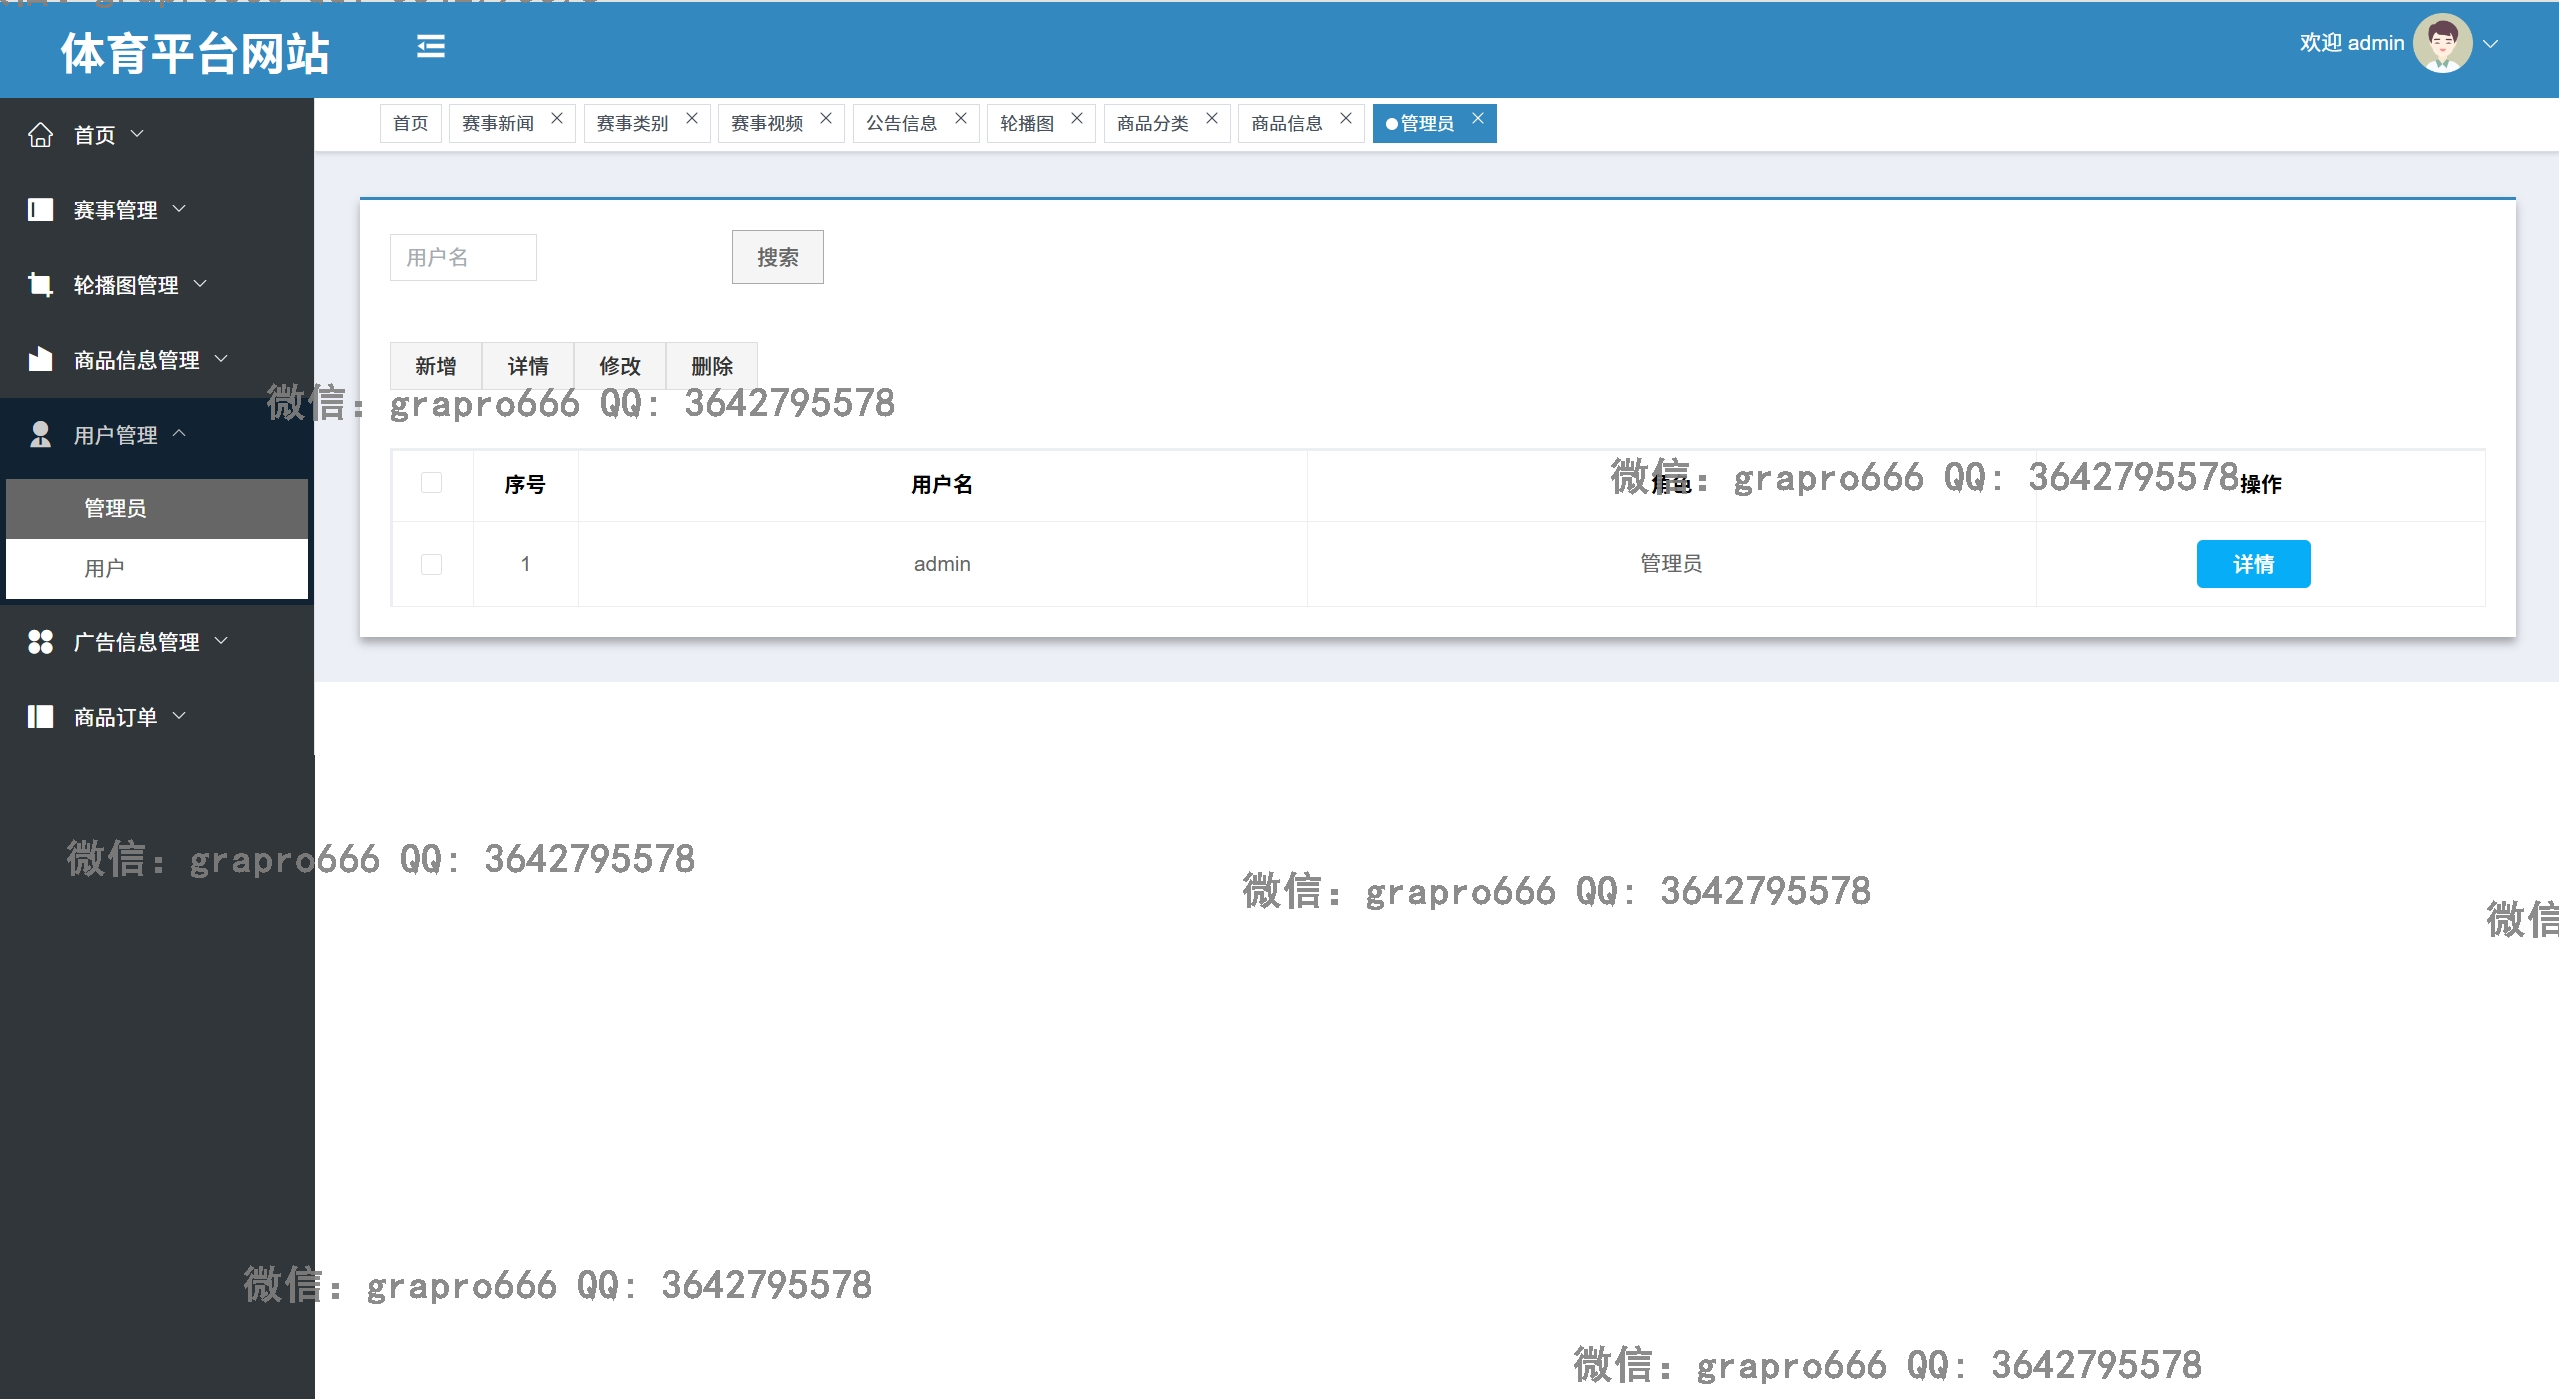 体育平台网站
欢迎 admin
首页 赛事新闻 赛事类别 赛事视频 公告信息 轮播图 商品分类 商品信息 管理员
首页
赛事管理
轮播图管理
商品信息管理
用户管理
管理员
用户
广告信息管理
商品订单
用户名 搜索
新增 详情 修改 删除
微信: grapro666 QQ: 3642795578
微信: grapro666 QQ: 3642795578
序号 用户名 角色 操作
1 admin 管理员 详情
微信: grapro666 QQ: 3642795578
微信: grapro666 QQ: 3642795578
微信
微信: grapro666 QQ: 3642795578
微信: grapro666 QQ: 3642795578